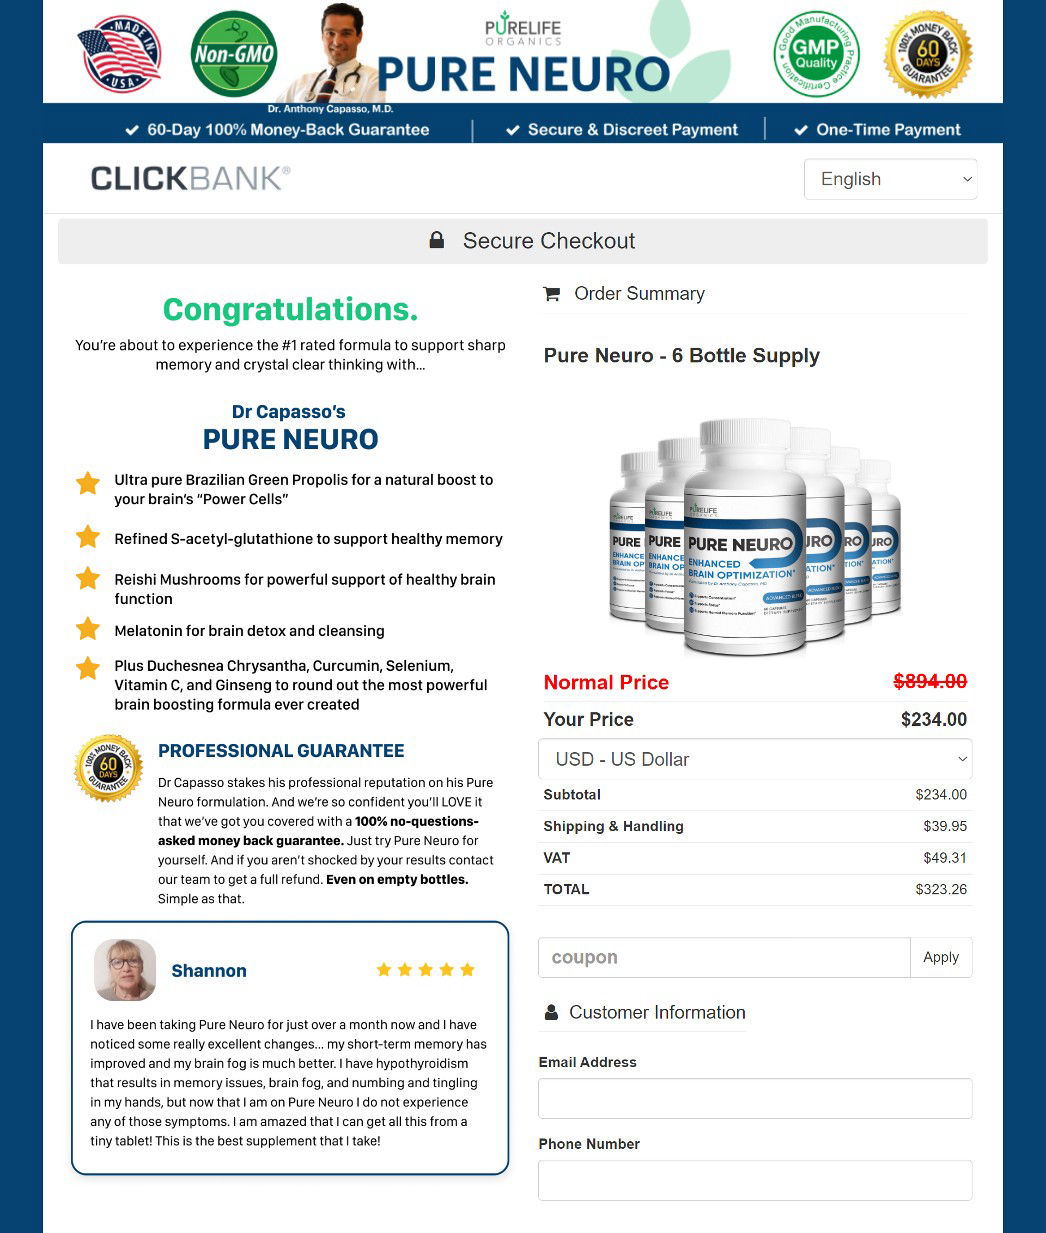 MADE IN
USA
Non-GMO
PURELIFE
ORGANICS
PURE NEURO
Dr. Anthony Capasso, M.D.
Good Manufacturing Practice
GMP
Quality
Certification
100% MONEY BACK
60
DAYS
GUARANTEE
60-Day 100% Money-Back Guarantee
Secure & Discreet Payment
One-Time Payment
CLICKBANK®
English
Secure Checkout
Congratulations.
You're about to experience the #1 rated formula to support sharp
memory and crystal clear thinking with...
Dr Capasso's
PURE NEURO
Ultra pure Brazilian Green Propolis for a natural boost to
your brain's “Power Cells”
Refined S-acetyl-glutathione to support healthy memory
Reishi Mushrooms for powerful support of healthy brain
function
Melatonin for brain detox and cleansing
Plus Duchesnea Chrysantha, Curcumin, Selenium,
Vitamin C, and Ginseng to round out the most powerful
brain boosting formula ever created
100% MONEY BACK
60
DAYS
GUARANTEE
PROFESSIONAL GUARANTEE
Dr Capasso stakes his professional reputation on his Pure
Neuro formulation. And we're so confident you'll LOVE it
that we've got you covered with a 100% no-questions-
asked money back guarantee. Just try Pure Neuro for
yourself. And if you aren't shocked by your results contact
our team to get a full refund. Even on empty bottles.
Simple as that.
Shannon
I have been taking Pure Neuro for just over a month now and I have
noticed some really excellent changes... my short-term memory has
improved and my brain fog is much better. I have hypothyroidism
that results in memory issues, brain fog, and numbing and tingling
in my hands, but now that I am on Pure Neuro I do not experience
any of those symptoms. I am amazed that I can get all this from a
tiny tablet! This is the best supplement that I take!
Order Summary
Pure Neuro - 6 Bottle Supply
PURELIFE
ORGANICS
PURE NEURO
ENHANCED
BRAIN OPTIMIZATION*
Normal Price $894.00
Your Price $234.00
USD - US Dollar
Subtotal $234.00
Shipping & Handling $39.95
VAT $49.31
TOTAL $323.26
coupon Apply
Customer Information
Email Address
Phone Number